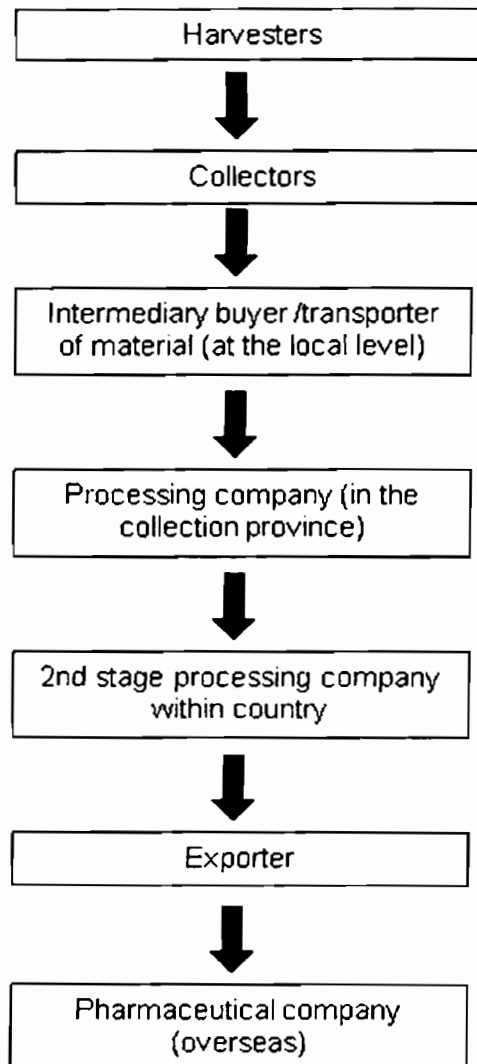 Harvesters
Collectors
Intermediary buyer /transporter
of material (at the local level)
Processing company (in the
collection province)
2nd stage processing company
within country
Exporter
Pharmaceutical company
(overseas)